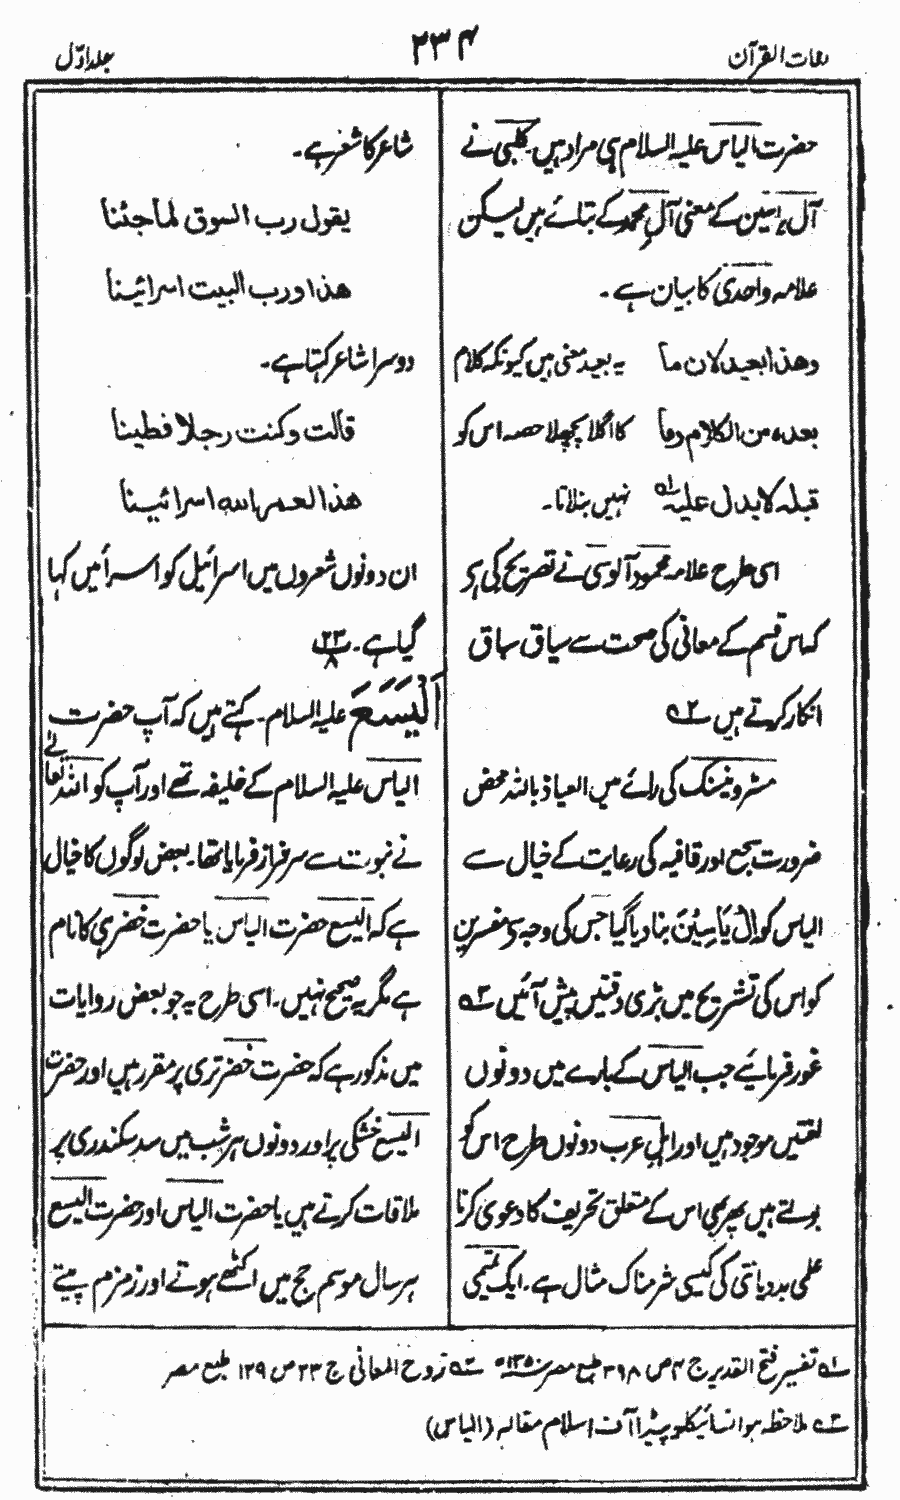 لغات القرآن
۲۳۴
جلد اوّل
حضرت الیاس علیہ السلام ہی مراد ہیں۔ کلبی نے
آل یاسین کے معنی آلِ محمد کے بتائے ہیں لیکن
علامہ واحدی کا بیان ہے۔
وھذا بعید لان ما یہ بعید معنی ہیں کیونکہ کلام
بعدہ من الکلام وما کا اگلا پچھلا حصہ اس کو
قبلہ لا یدل علیہ لہ نہیں بتلاتا۔
اسی طرح علامہ محمود آلوسی نے تصریح کی ہے
کہ اس قسم کے معانی کی صحت سے سیاق سباق
انکار کرتے ہیں ۲ہ
مسٹر وینسنک کی رائے میں العیاذ باللہ محض
ضرورت سجع اور قافیہ کی رعایت کے خیال سے
الیاس کو اِلْ یَاسِیْنَ بنا دیا گیا جس کی وجہ سے مفسرین
کو اس کی تشریح میں بڑی دقتیں پیش آئیں ۳ہ
غور فرمائیے جب الیاس کے بارے میں دونوں
لغتیں موجود ہیں اور اہلِ عرب دونوں طرح اس کو
بولتے ہیں پھر بھی اس کے متعلق تحریف کا دعویٰ کرنا
علمی بددیانتی کی کیسی شرمناک مثال ہے۔ ایک تمیمی
شاعر کا شعر ہے۔
یقول رب السوق لما جئنا
ھذا ورب البیت اسرائینا
دوسرا شاعر کہتا ہے۔
قالت وکنت رجلا فطینا
ھذا لعمر اللہ اسرائینا
ان دونوں شعروں میں اسرائیل کو اسرائین کہا
گیا ہے۔ ۲۳/۸
اَلْیَسَعَ علیہ السلام۔ کہتے ہیں کہ آپ حضرت
الیاس علیہ السلام کے خلیفہ تھے اور آپ کو اللہ تعالےٰ
نے نبوت سے سرفراز فرمایا تھا۔ بعض لوگوں کا خیال
ہے کہ الیسع حضرت الیاس یا حضرت خضر ہی کا نام
ہے مگر یہ صحیح نہیں۔ اسی طرح یہ جو بعض روایات
میں مذکور ہے کہ حضرت خضر تری پر مقرر ہیں اور حضرت
الیسع خشکی پر اور دونوں ہر شب میں سد سکندری پر
ملاقات کرتے ہیں یا حضرت الیاس اور حضرت الیسع
ہر سال موسم حج میں اکٹھے ہوتے اور زمزم پیتے
۱ہ تفسیر فتح القدیر ج ۴ ص ۳۹۸ طبع مصر ۱۳۵۰ھ ۲ہ روح المعانی ج ۲۳ ص ۱۲۹ طبع مصر
۳ہ ملاحظہ ہو انسائیکلوپیڈیا آف اسلام مقالہ (الیاس)